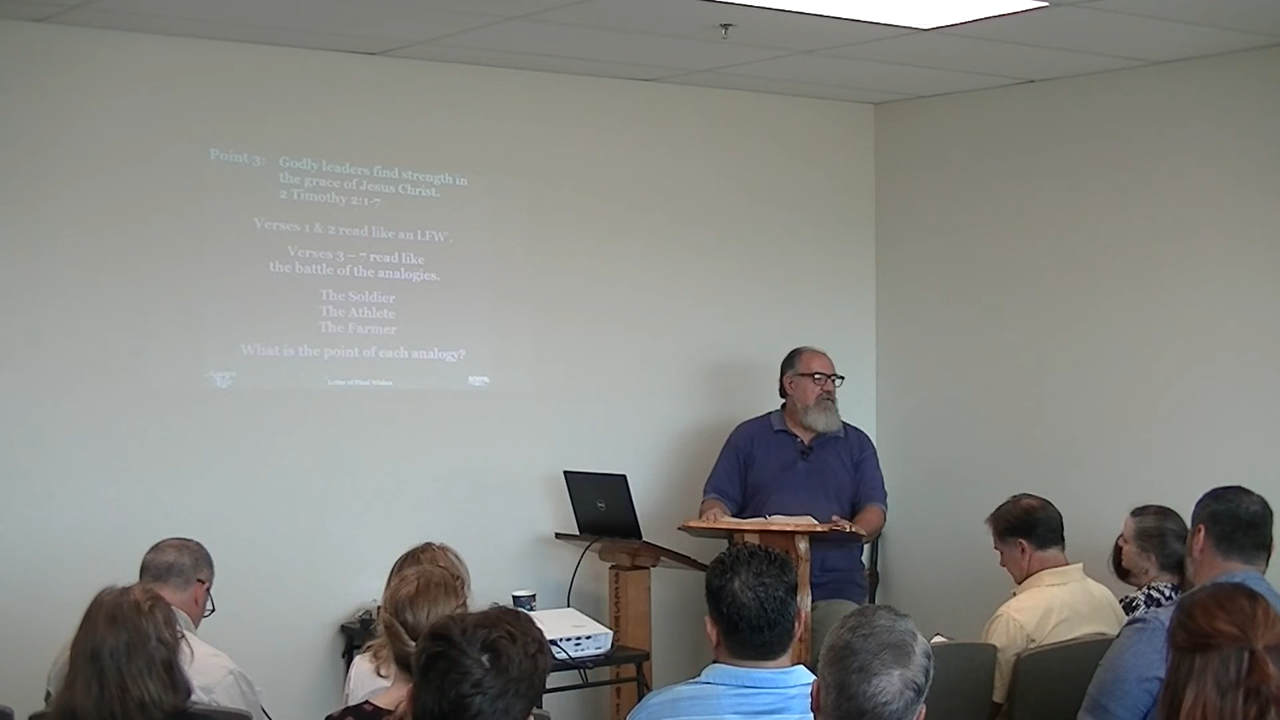 Point 3: Godly leaders find strength in
the grace of Jesus Christ.
2 Timothy 2:1-7
Verses 1 & 2 read like an LFW.
Verses 3 – 7 read like
the battle of the analogies.
The Soldier
The Athlete
The Farmer
What is the point of each analogy?
Letter of Final Wishes
DELL